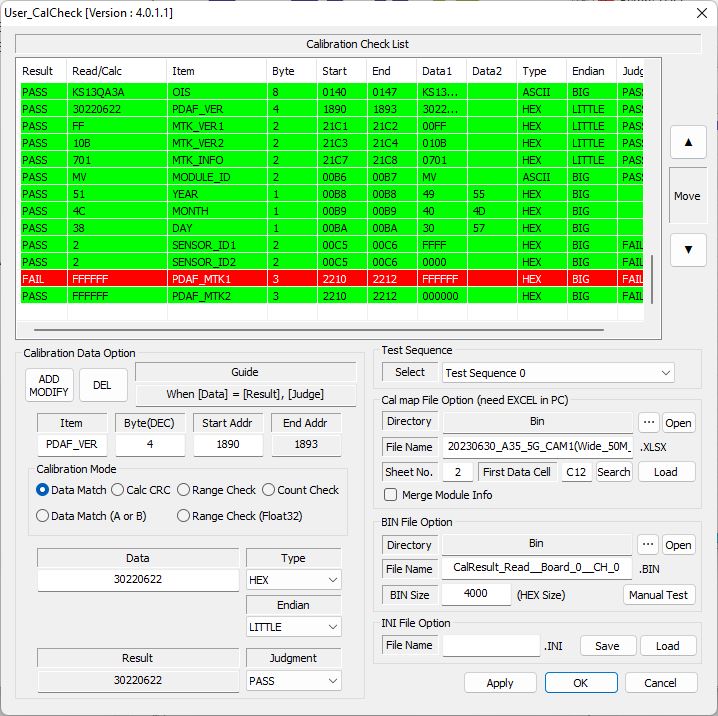 User_CalCheck [Version : 4.0.1.1]
Calibration Check List
Result Read/Calc Item Byte Start End Data1 Data2 Type Endian Judg
PASS KS13QA3A OIS 8 0140 0147 KS13... ASCII BIG PAS
PASS 30220622 PDAF_VER 4 1890 1893 3022... HEX LITTLE PAS
PASS FF MTK_VER1 2 21C1 21C2 00FF HEX LITTLE PAS
PASS 10B MTK_VER2 2 21C3 21C4 010B HEX LITTLE PAS
PASS 701 MTK_INFO 2 21C7 21C8 0701 HEX LITTLE PAS
PASS MV MODULE_ID 2 00B6 00B7 MV ASCII BIG PAS
PASS 51 YEAR 1 00B8 00B8 49 55 HEX BIG
PASS 4C MONTH 1 00B9 00B9 40 4D HEX BIG
PASS 38 DAY 1 00BA 00BA 30 57 HEX BIG
PASS 2 SENSOR_ID1 2 00C5 00C6 FFFF HEX BIG FAIL
PASS 2 SENSOR_ID2 2 00C5 00C6 0000 HEX BIG FAIL
FAIL FFFFFF PDAF_MTK1 3 2210 2212 FFFFFF HEX BIG FAIL
PASS FFFFFF PDAF_MTK2 3 2210 2212 000000 HEX BIG FAIL
▲
Move
▼
Calibration Data Option
ADD
MODIFY
DEL
Guide
When [Data] = [Result], [Judge]
Item Byte(DEC) Start Addr End Addr
PDAF_VER 4 1890 1893
Calibration Mode
Data Match Calc CRC Range Check Count Check
Data Match (A or B) Range Check (Float32)
Data Type
30220622 HEX
Endian
LITTLE
Result Judgment
30220622 PASS
Test Sequence
Select Test Sequence 0
Cal map File Option (need EXCEL in PC)
Directory Bin ... Open
File Name 20230630_A35_5G_CAM1(Wide_50M_ .XLSX
Sheet No. 2 First Data Cell C12 Search Load
Merge Module Info
BIN File Option
Directory Bin ... Open
File Name CalResult_Read__Board_0__CH_0 .BIN
BIN Size 4000 (HEX Size) Manual Test
INI File Option
File Name .INI Save Load
Apply OK Cancel